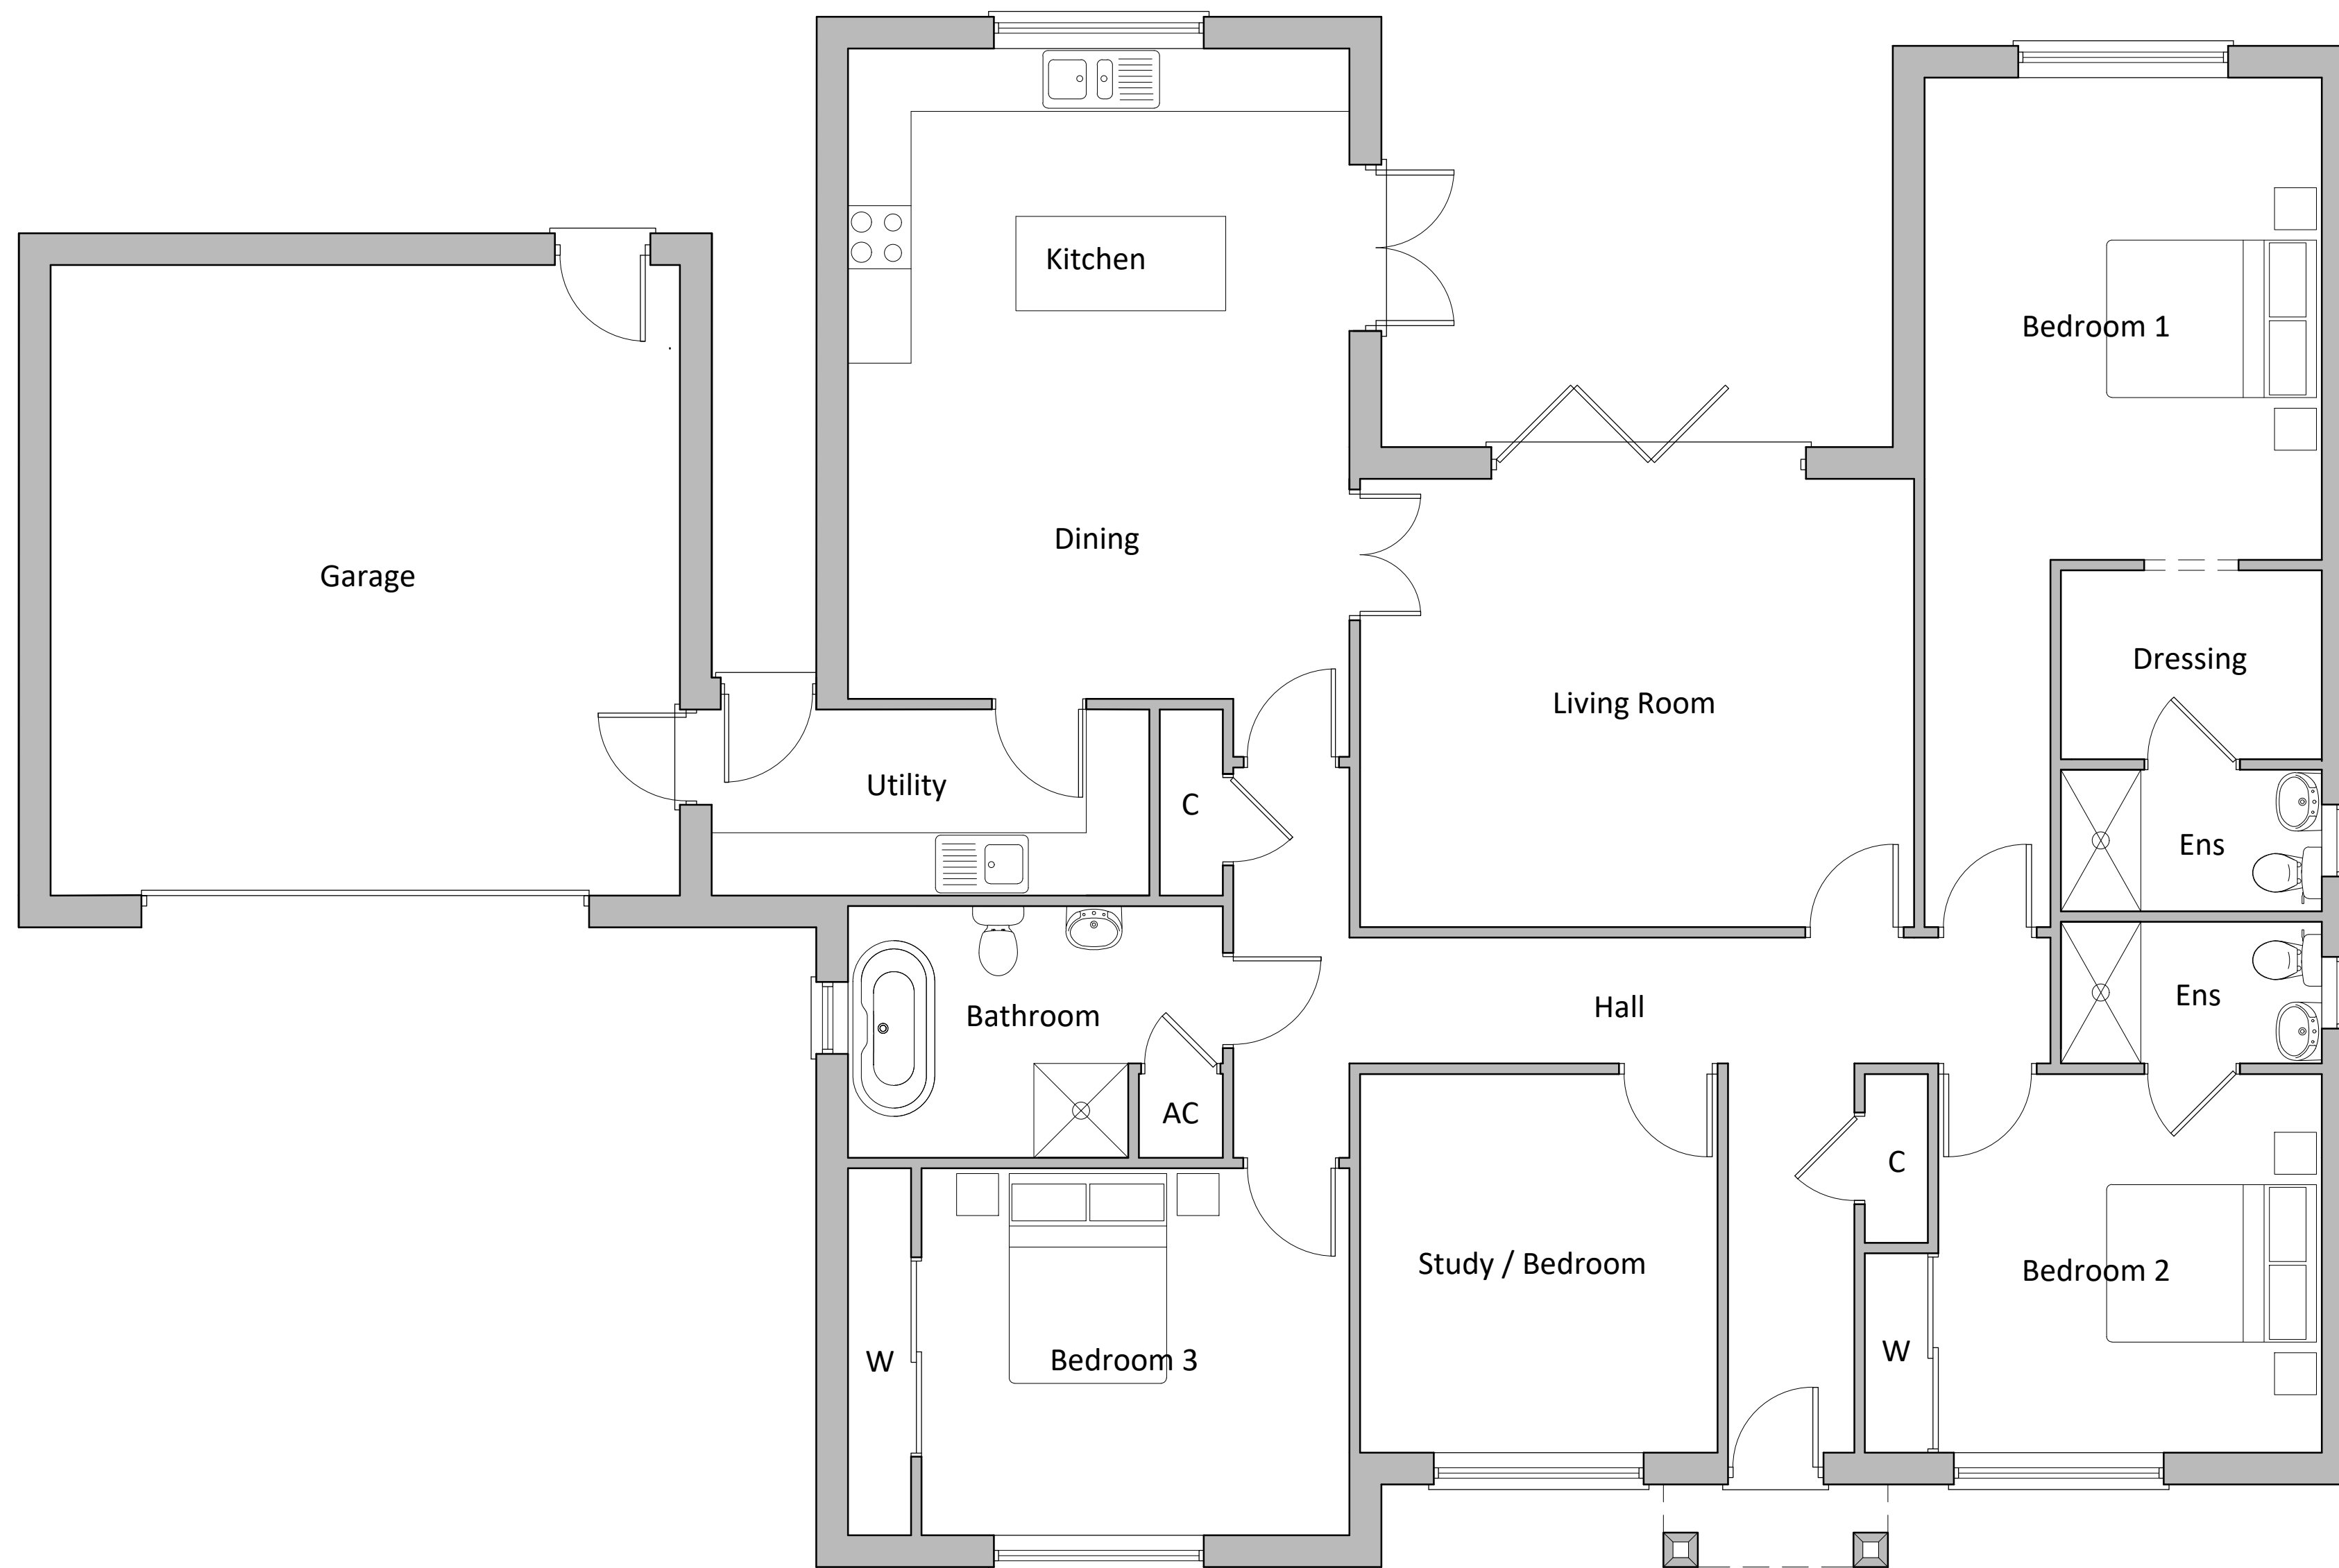 Kitchen
Bedroom 1
Dining
Garage
Dressing
Living Room
Utility
C
Ens
Ens
Hall
Bathroom
AC
C
Study / Bedroom
Bedroom 2
W
Bedroom 3
W